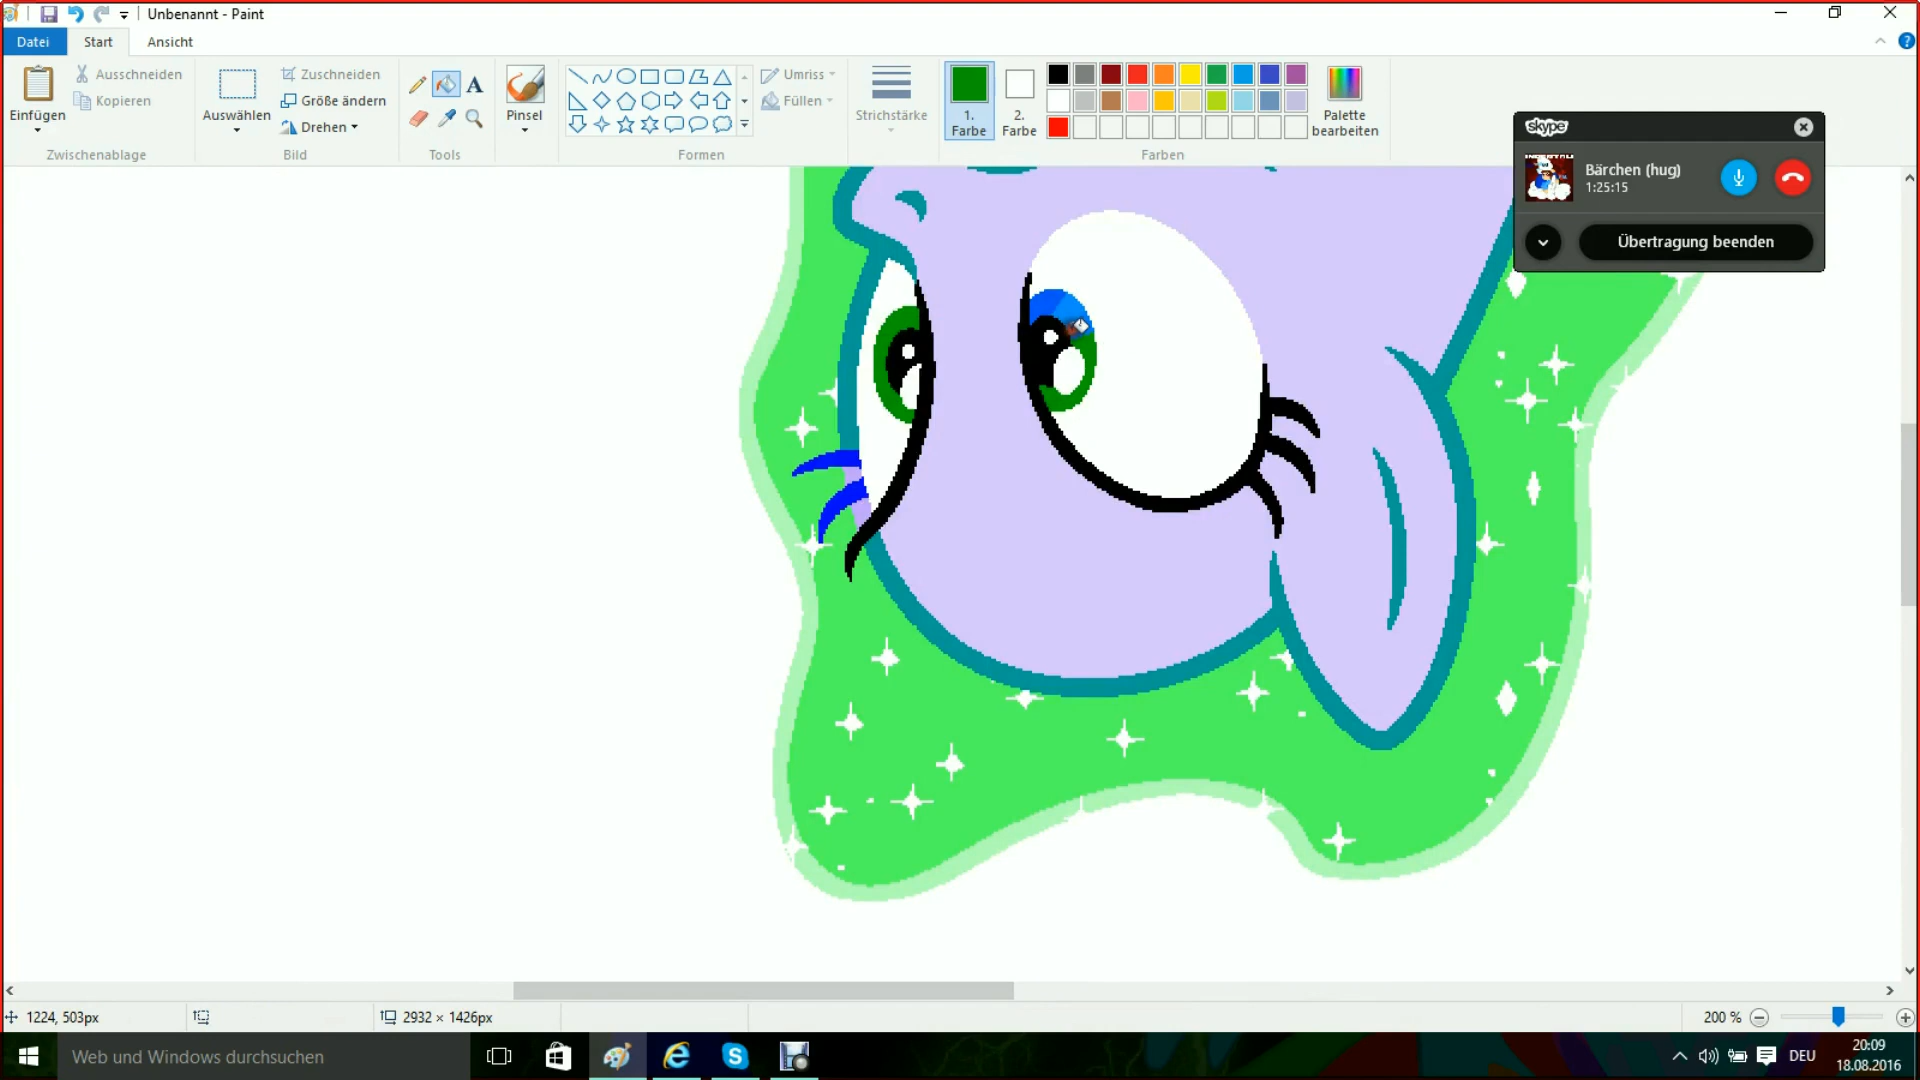 Unbenannt - Paint
Datei
Start
Ansicht
Einfügen
Ausschneiden
Kopieren
Zwischenablage
Auswählen
Zuschneiden
Größe ändern
Drehen
Bild
A
Tools
Pinsel
Formen
Umriss
Füllen
Strichstärke
1.
Farbe
2.
Farbe
Palette
bearbeiten
Farben
skype
Bärchen (hug)
1:25:15
Übertragung beenden
1224, 503px
2932 × 1426px
200 %
Web und Windows durchsuchen
DEU
20:09
18.08.2016